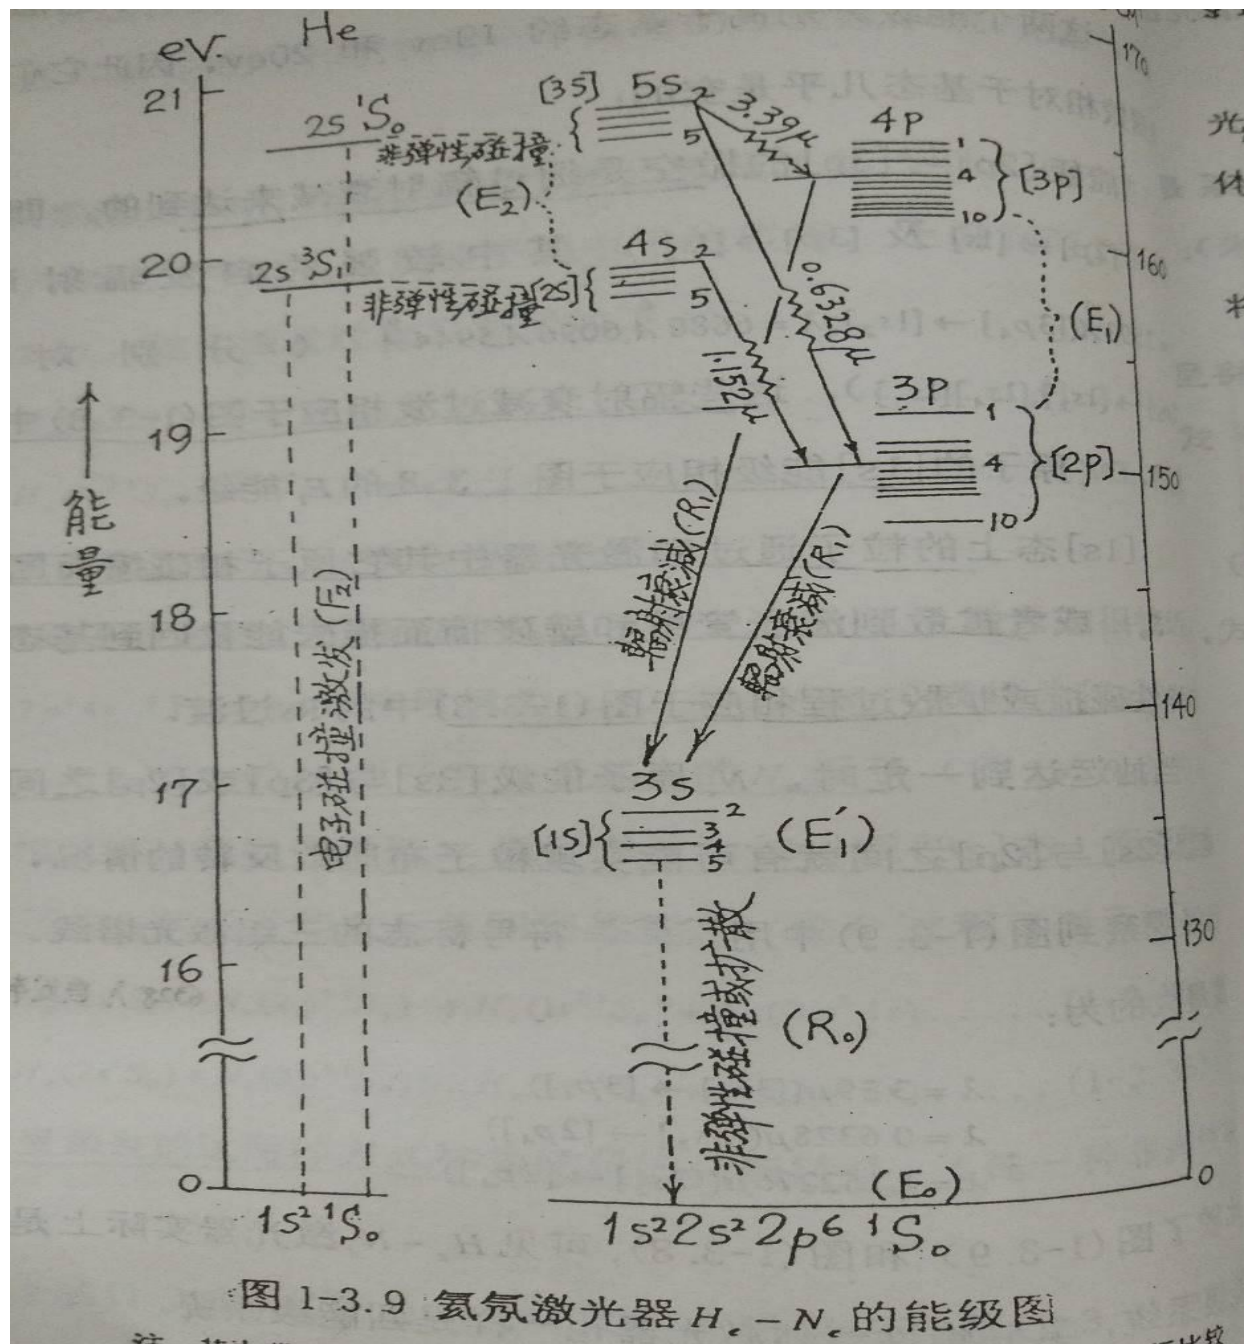 He
eV.
21
20
19
18
17
16
0
能量
2S ¹S₀
2S ³S₁
非弹性碰撞
(E₂)
非弹性碰撞
电子碰撞激发(E₂)
1S² ¹S₀
[3S] 5S 2
5
4S 2
[2S] 5
3.39μ
0.6328μ
1.152μ
4P
1
4
10
[3P]
(E₁)
3P
1
4
10
[2P]
辐射衰减(R₁)
辐射衰减(R₁)
3S
[1S] 2
3
4
5
(E₁′)
非弹性碰撞或扩散
(R₀)
(E₀)
1S²2S²2p⁶ ¹S₀
170
160
150
140
130
0
图 1-3.9 氦氖激光器 Hₑ-Nₑ 的能级图